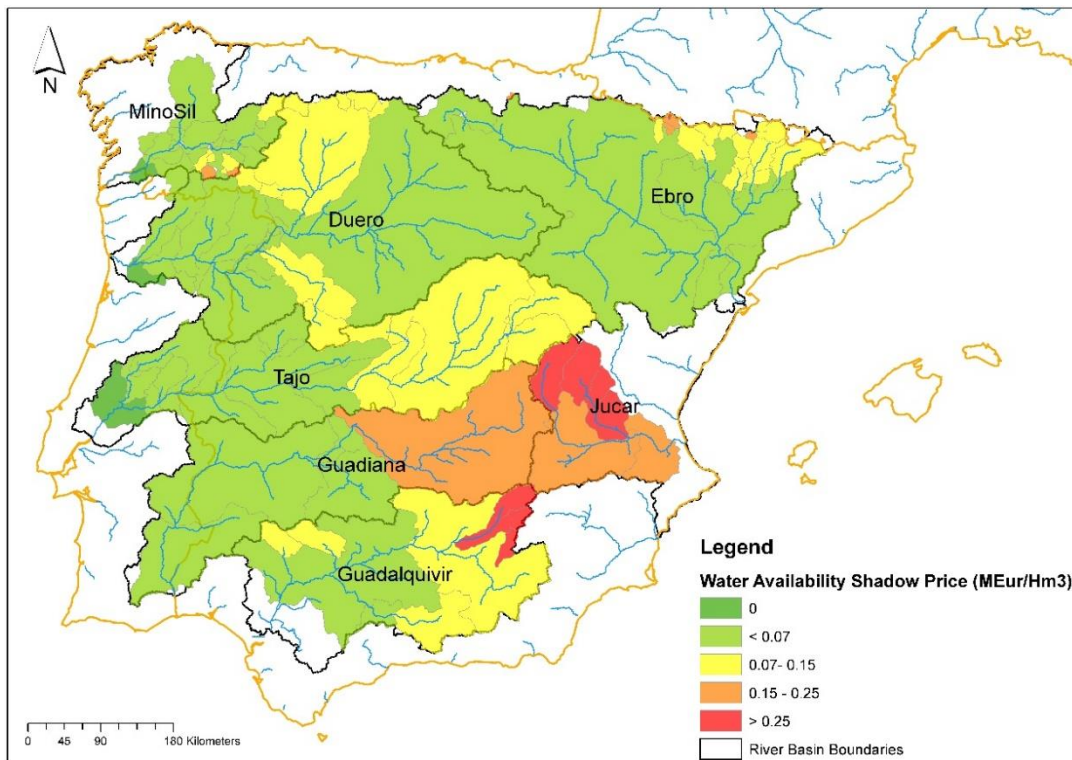 N
MinoSil
Ebro
Duero
Tajo
Jucar
Guadiana
Guadalquivir
Legend
Water Availability Shadow Price (MEur/Hm3)
0
< 0.07
0.07- 0.15
0.15 - 0.25
> 0.25
River Basin Boundaries
0 45 90 180 Kilometers